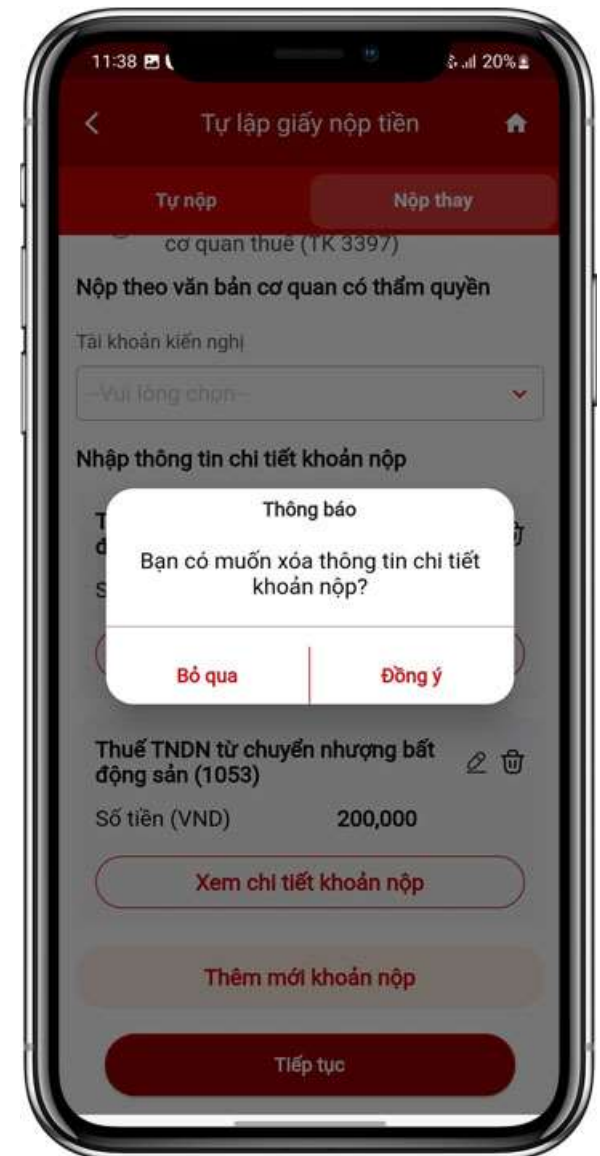 11:38
20%
Tự lập giấy nộp tiền
Tự nộp
Nộp thay
cơ quan thuế (TK 3397)
Nộp theo văn bản cơ quan có thẩm quyền
Tài khoản kiến nghị
--Vui lòng chọn--
Nhập thông tin chi tiết khoản nộp
Thông báo
Bạn có muốn xóa thông tin chi tiết
khoản nộp?
Bỏ qua
Đồng ý
Thuế TNDN từ chuyển nhượng bất
động sản (1053)
Số tiền (VND)
200,000
Xem chi tiết khoản nộp
Thêm mới khoản nộp
Tiếp tục